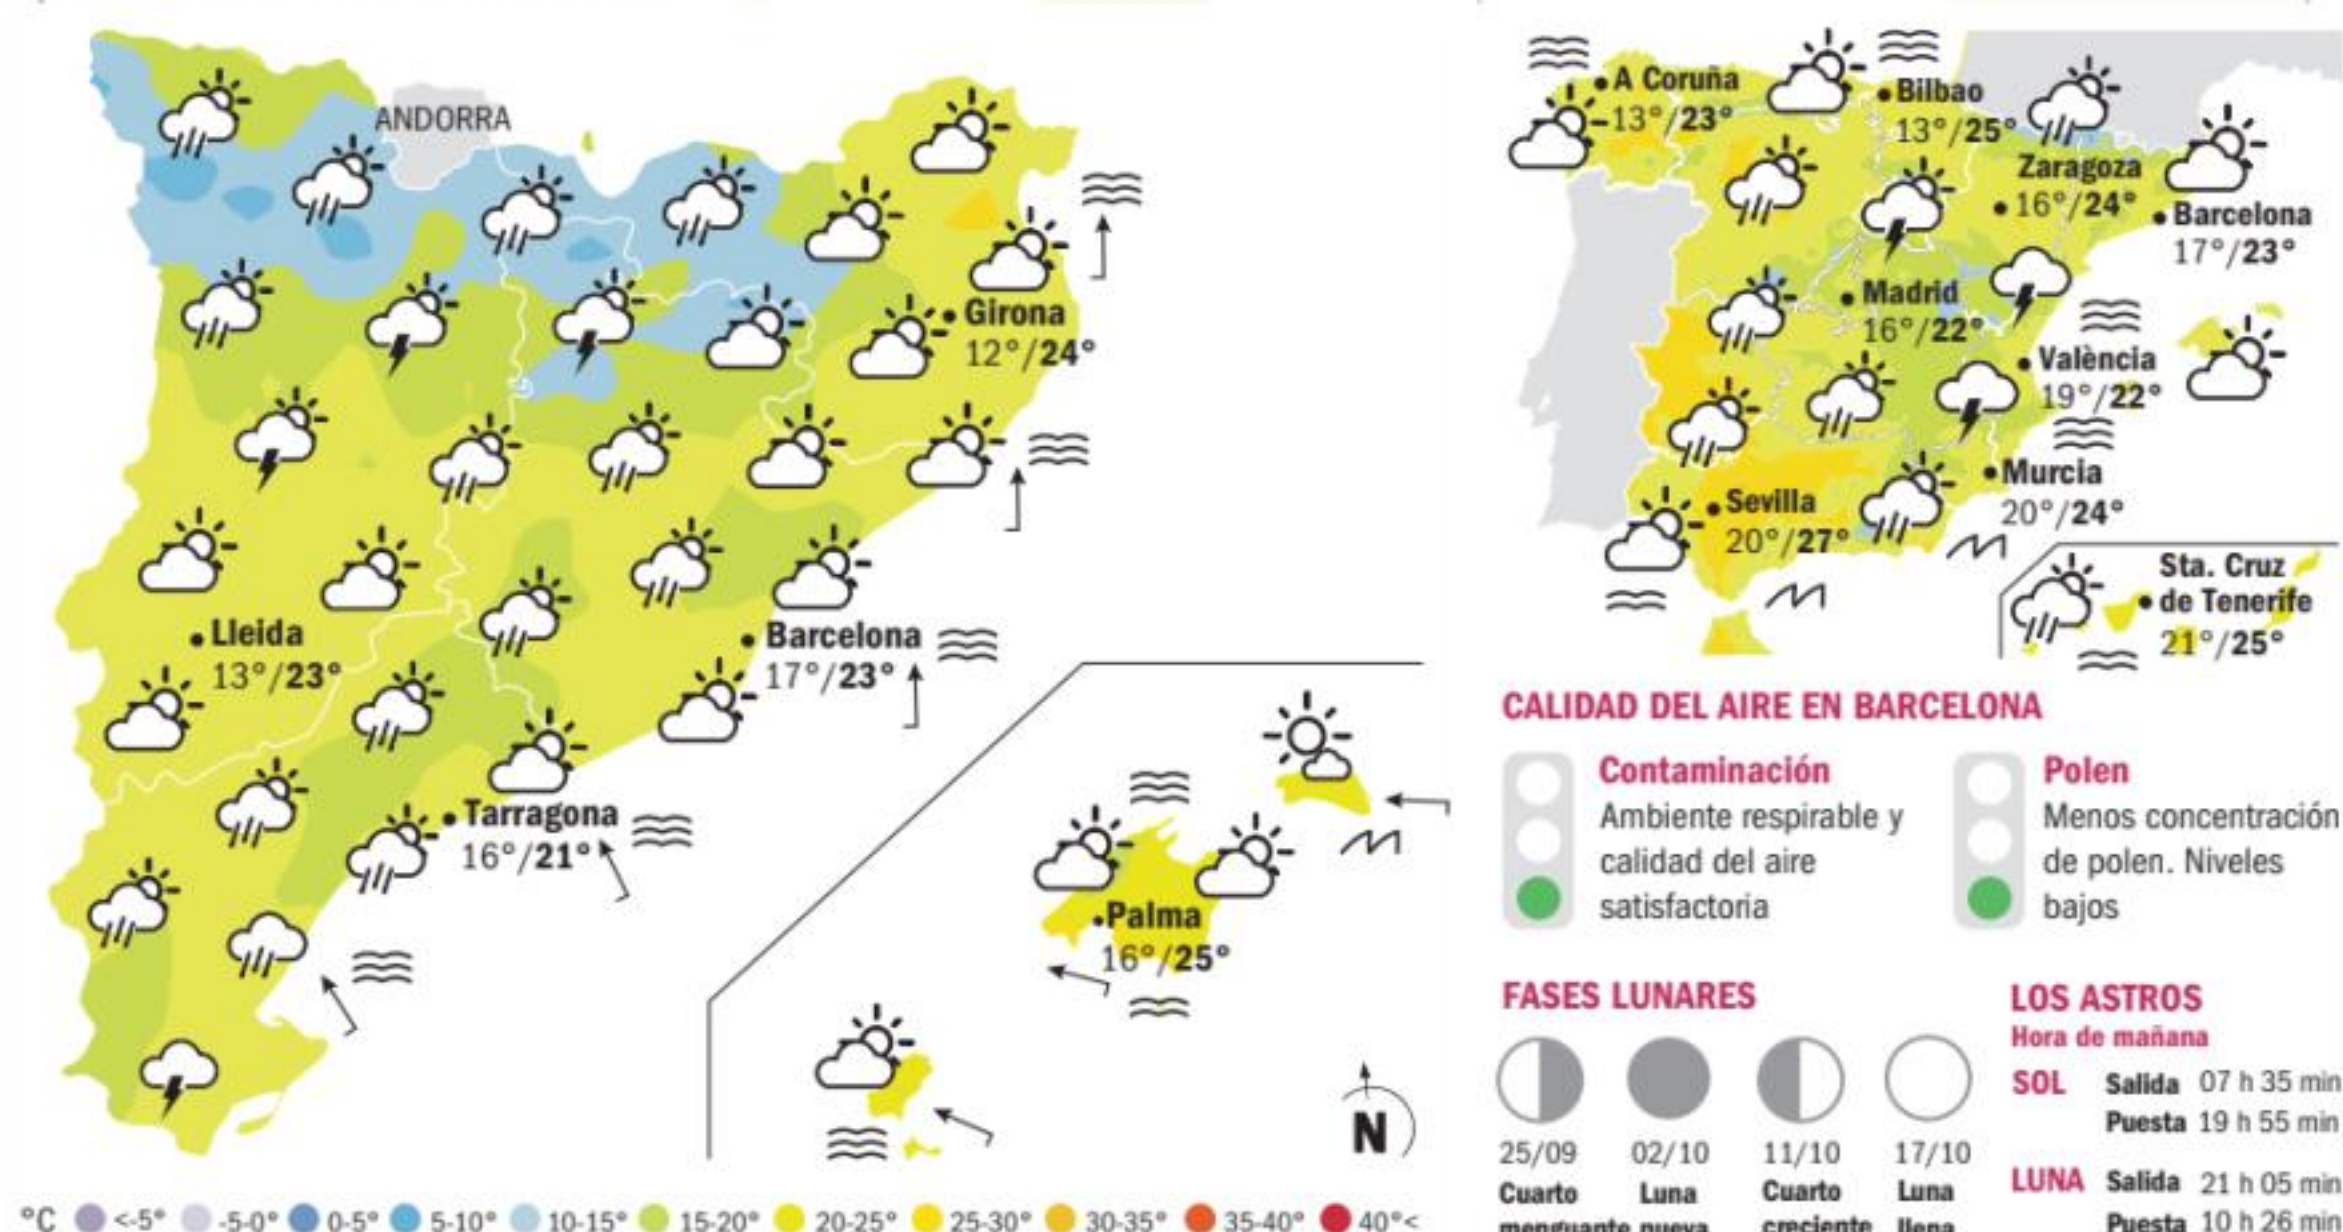 ANDORRA
Girona
12°/24°
Lleida
13°/23°
Barcelona
17°/23°
Tarragona
16°/21°
Palma
16°/25°
N
°C <-5° -5-0° 0-5° 5-10° 10-15° 15-20° 20-25° 25-30° 30-35° 35-40° 40°<
A Coruña
13°/23°
Bilbao
13°/25°
Zaragoza
16°/24°
Barcelona
17°/23°
Madrid
16°/22°
València
19°/22°
Murcia
20°/24°
Sevilla
20°/27°
Sta. Cruz
de Tenerife
21°/25°
CALIDAD DEL AIRE EN BARCELONA
Contaminación
Ambiente respirable y
calidad del aire
satisfactoria
Polen
Menos concentración
de polen. Niveles
bajos
FASES LUNARES
25/09 02/10 11/10 17/10
Cuarto Luna Cuarto Luna
menguante nueva creciente llena
LOS ASTROS
Hora de mañana
SOL Salida 07 h 35 min
Puesta 19 h 55 min
LUNA Salida 21 h 05 min
Puesta 10 h 26 min